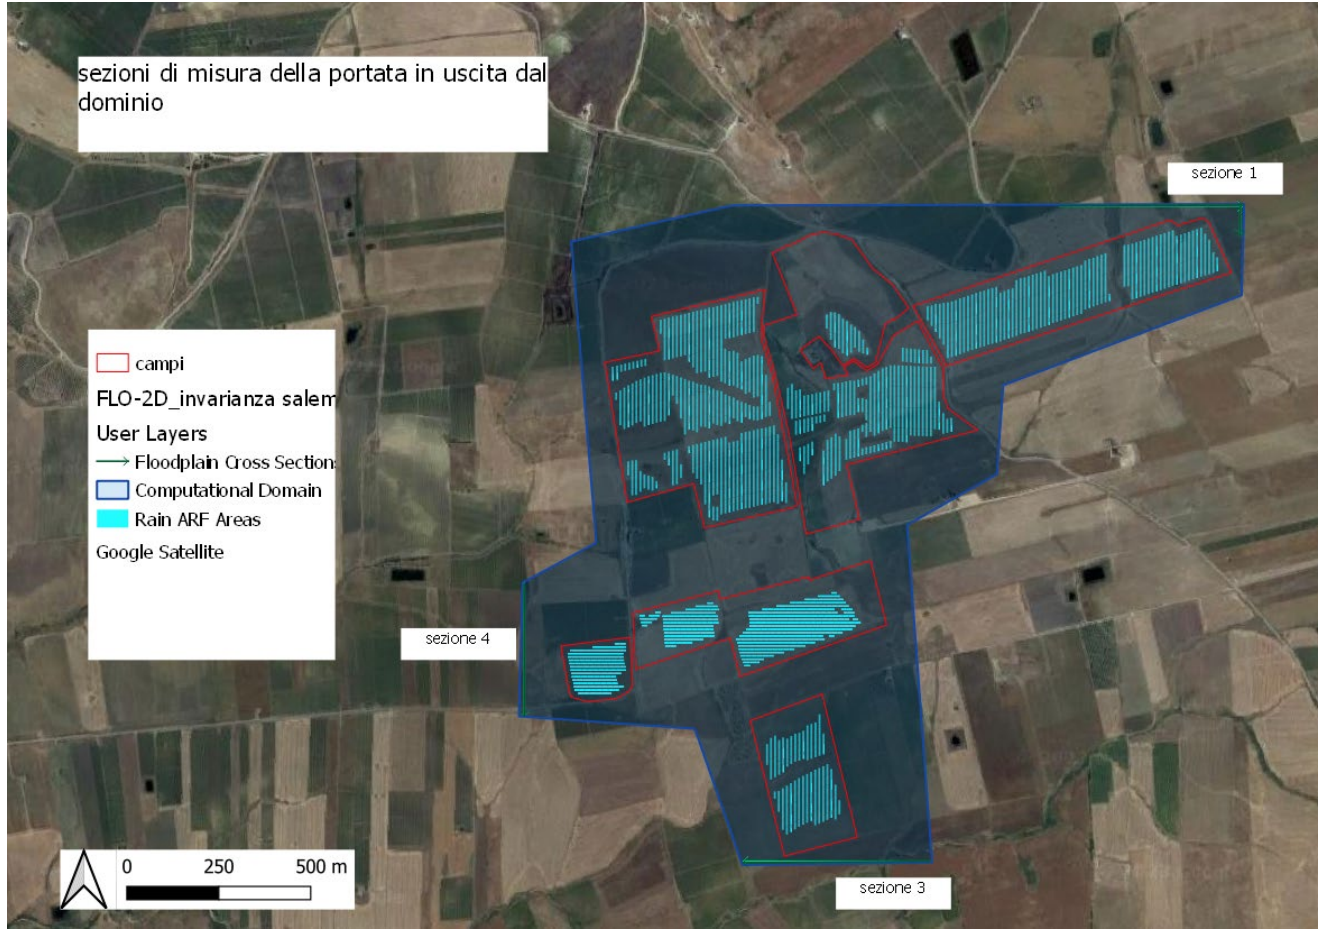 sezioni di misura della portata in uscita dal
dominio
sezione 1
campi
FLO-2D_invarianza salem
User Layers
Floodplain Cross Section
Computational Domain
Rain ARF Areas
Google Satellite
sezione 4
0 250 500 m
sezione 3